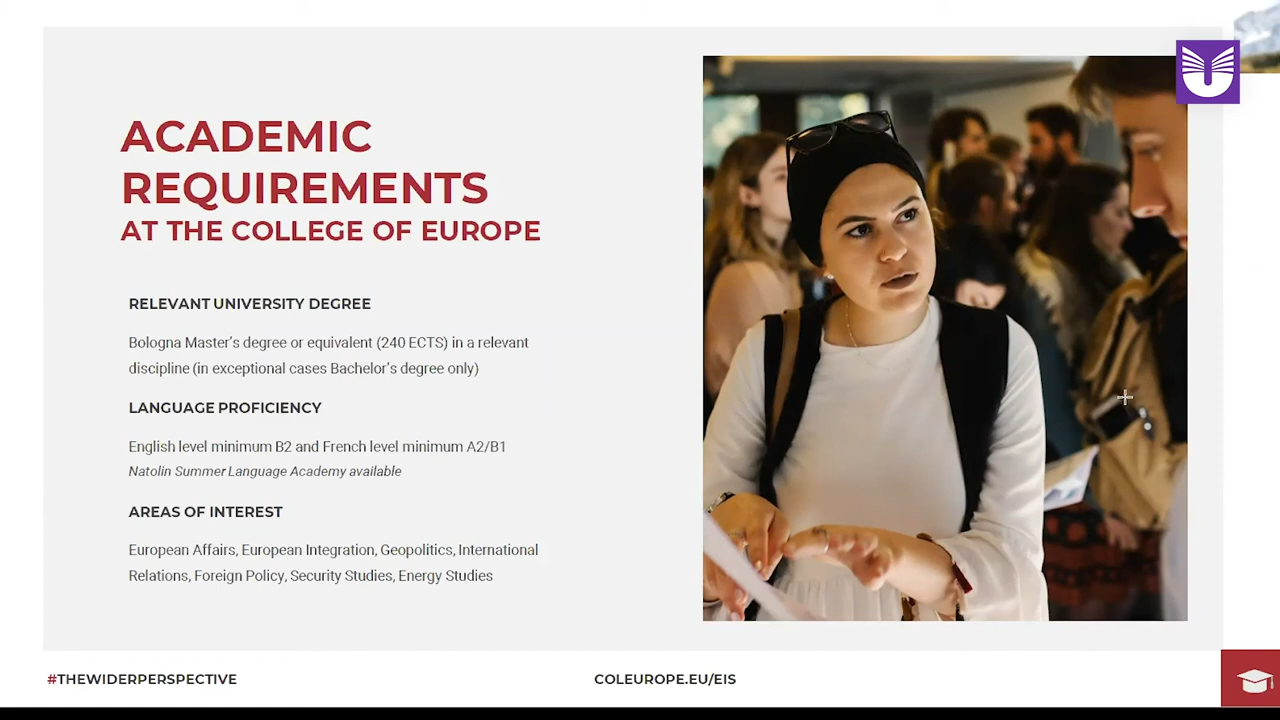 ACADEMIC
REQUIREMENTS
AT THE COLLEGE OF EUROPE
RELEVANT UNIVERSITY DEGREE
Bologna Master’s degree or equivalent (240 ECTS) in a relevant
discipline (in exceptional cases Bachelor’s degree only)
LANGUAGE PROFICIENCY
English level minimum B2 and French level minimum A2/B1
Natolin Summer Language Academy available
AREAS OF INTEREST
European Affairs, European Integration, Geopolitics, International
Relations, Foreign Policy, Security Studies, Energy Studies
#THEWIDERPERSPECTIVE
COLEUROPE.EU/EIS